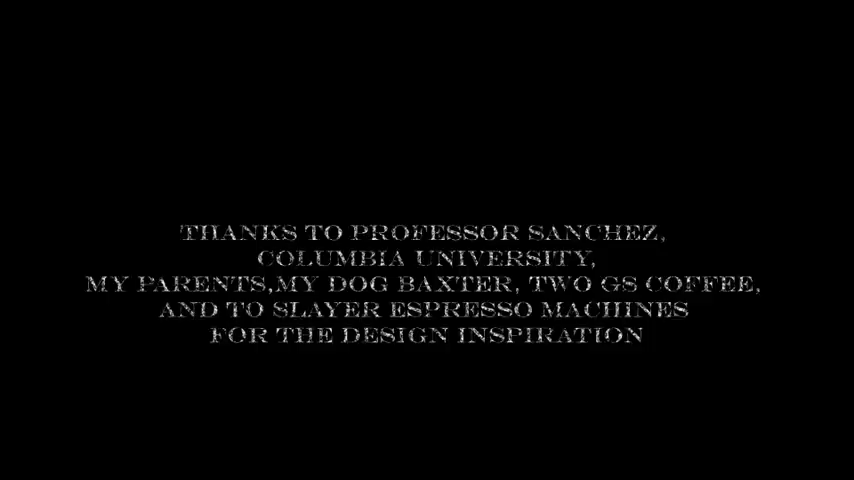 THANKS TO PROFESSOR SANCHEZ,
COLUMBIA UNIVERSITY,
MY PARENTS,MY DOG BAXTER, TWO GS COFFEE,
AND TO SLAYER ESPRESSO MACHINES
FOR THE DESIGN INSPIRATION